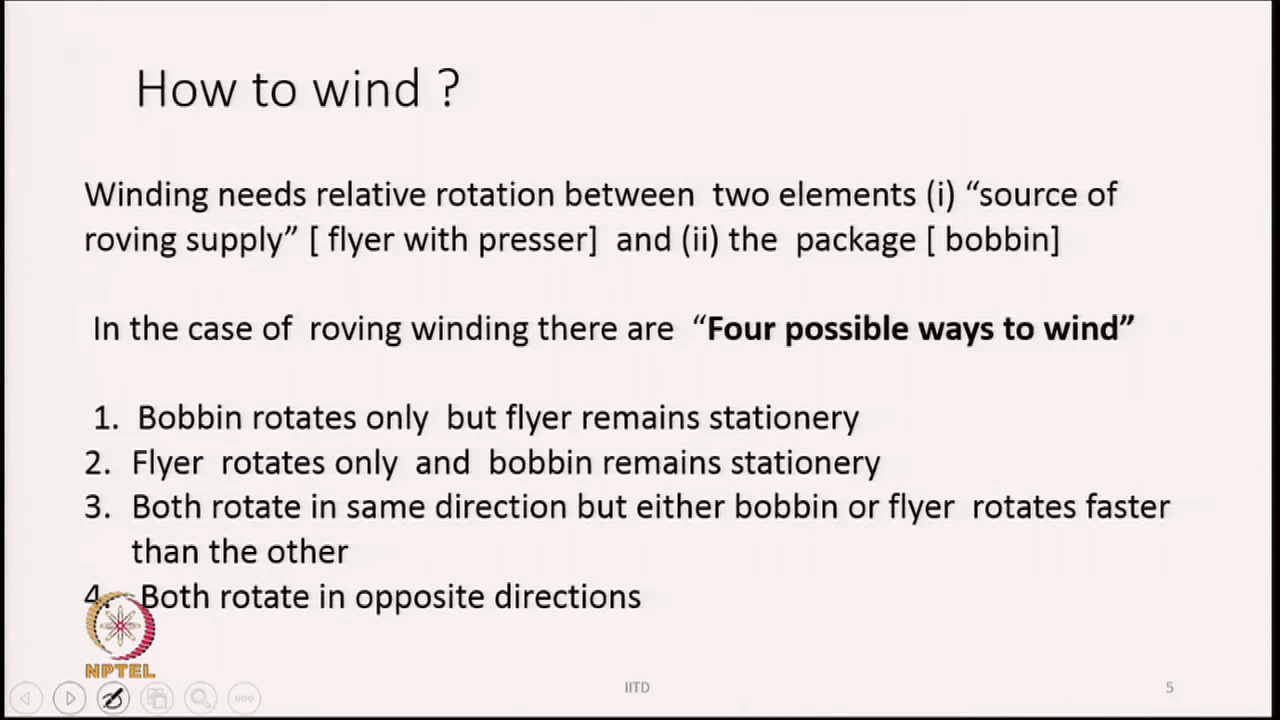 How to wind ?
Winding needs relative rotation between two elements (i) “source of
roving supply” [ flyer with presser] and (ii) the package [ bobbin]
In the case of roving winding there are “Four possible ways to wind”
1. Bobbin rotates only but flyer remains stationery
2. Flyer rotates only and bobbin remains stationery
3. Both rotate in same direction but either bobbin or flyer rotates faster
than the other
4. Both rotate in opposite directions
NPTEL
IITD
5